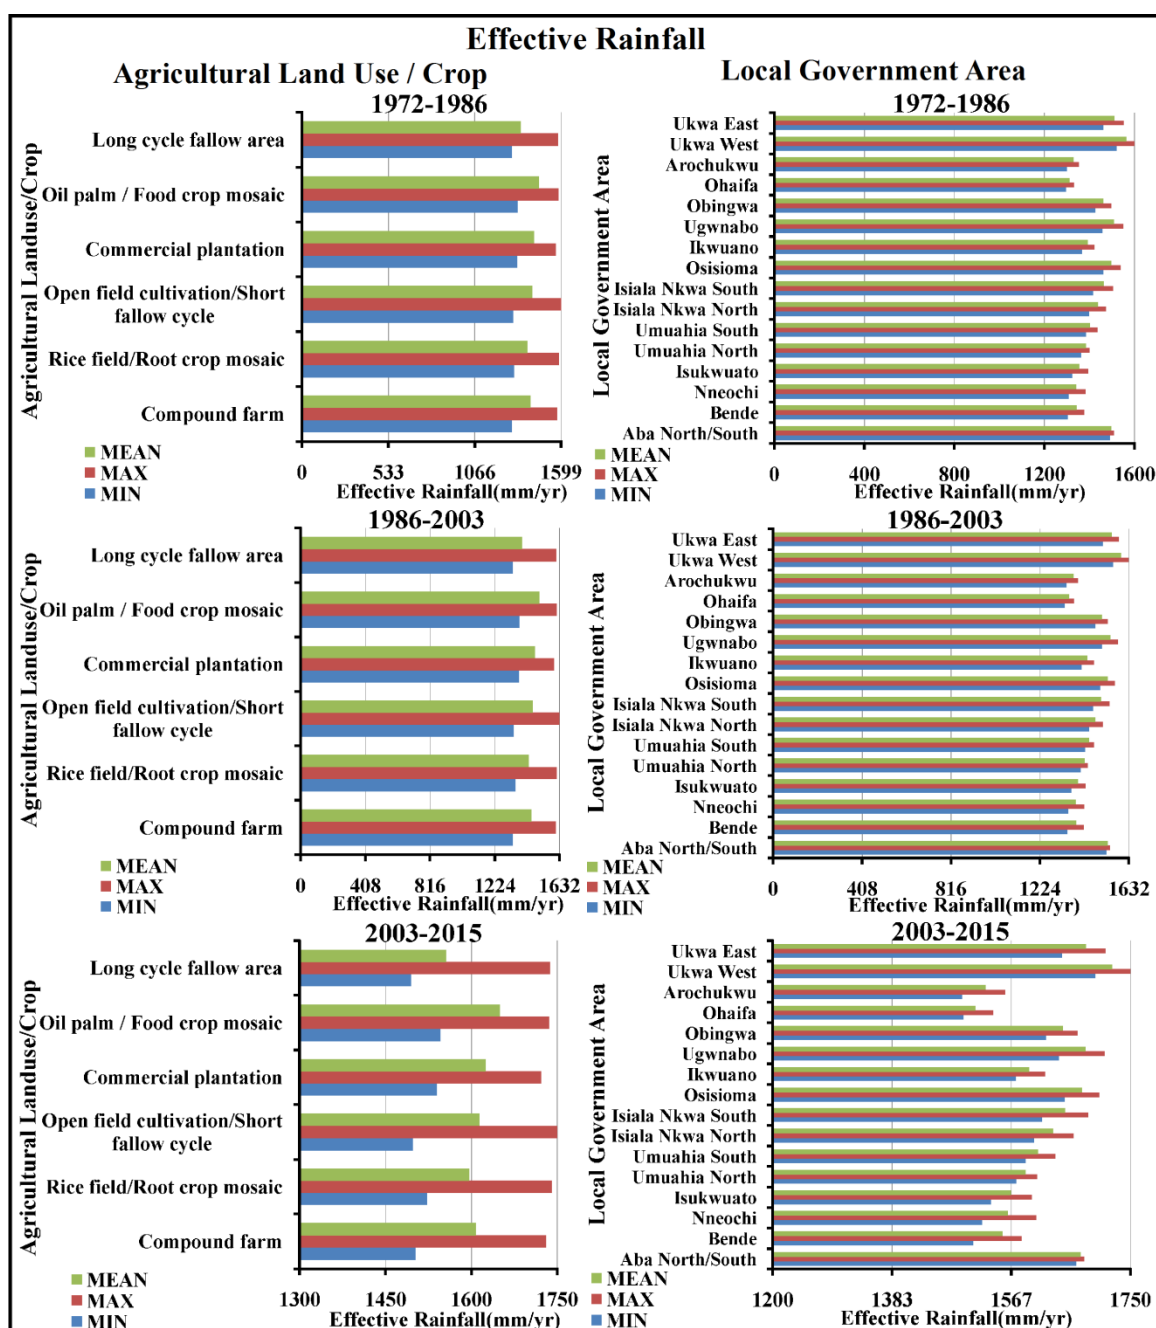 Effective Rainfall
Agricultural Land Use / Crop
1972-1986
Agricultural Landuse/Crop
Long cycle fallow area
Oil palm / Food crop mosaic
Commercial plantation
Open field cultivation/Short
fallow cycle
Rice field/Root crop mosaic
Compound farm
MEAN
MAX
MIN
0 533 1066 1599
Effective Rainfall(mm/yr)
Local Government Area
1972-1986
Local Government Area
Ukwa East
Ukwa West
Arochukwu
Ohaifa
Obingwa
Ugwnabo
Ikwuano
Osisioma
Isiala Nkwa South
Isiala Nkwa North
Umuahia South
Umuahia North
Isukwuato
Nneochi
Bende
Aba North/South
MEAN
MAX
MIN
0 400 800 1200 1600
Effective Rainfall(mm/yr)
1986-2003
Agricultural Landuse/Crop
Long cycle fallow area
Oil palm / Food crop mosaic
Commercial plantation
Open field cultivation/Short
fallow cycle
Rice field/Root crop mosaic
Compound farm
MEAN
MAX
MIN
0 408 816 1224 1632
Effective Rainfall(mm/yr)
1986-2003
Local Government Area
Ukwa East
Ukwa West
Arochukwu
Ohaifa
Obingwa
Ugwnabo
Ikwuano
Osisioma
Isiala Nkwa South
Isiala Nkwa North
Umuahia South
Umuahia North
Isukwuato
Nneochi
Bende
Aba North/South
MEAN
MAX
MIN
0 408 816 1224 1632
Effective Rainfall(mm/yr)
2003-2015
Agricultural Landuse/Crop
Long cycle fallow area
Oil palm / Food crop mosaic
Commercial plantation
Open field cultivation/Short
fallow cycle
Rice field/Root crop mosaic
Compound farm
MEAN
MAX
MIN
1300 1450 1600 1750
Effective Rainfall(mm/yr)
2003-2015
Local Government Area
Ukwa East
Ukwa West
Arochukwu
Ohaifa
Obingwa
Ugwnabo
Ikwuano
Osisioma
Isiala Nkwa South
Isiala Nkwa North
Umuahia South
Umuahia North
Isukwuato
Nneochi
Bende
Aba North/South
MEAN
MAX
MIN
1200 1383 1567 1750
Effective Rainfall(mm/yr)